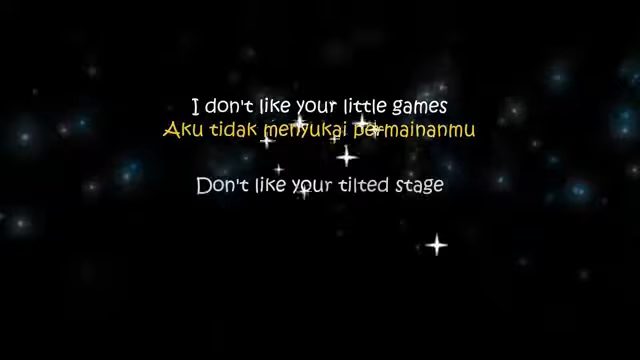 I don't like your little games
Aku tidak menyukai permainanmu
Don't like your tilted stage